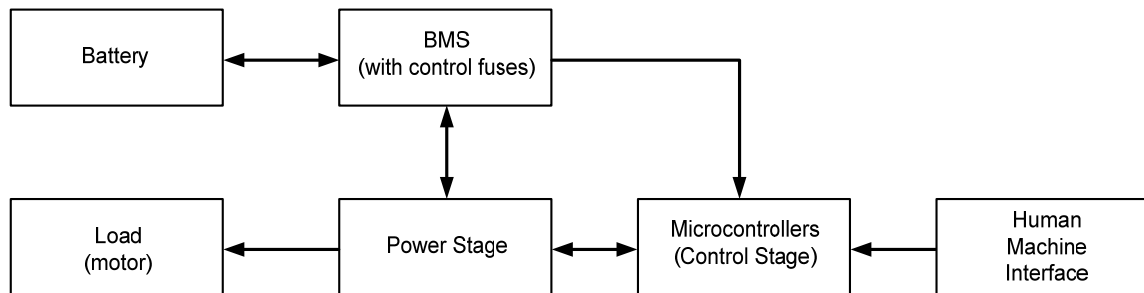 Battery
BMS
(with control fuses)
Load
(motor)
Power Stage
Microcontrollers
(Control Stage)
Human
Machine
Interface